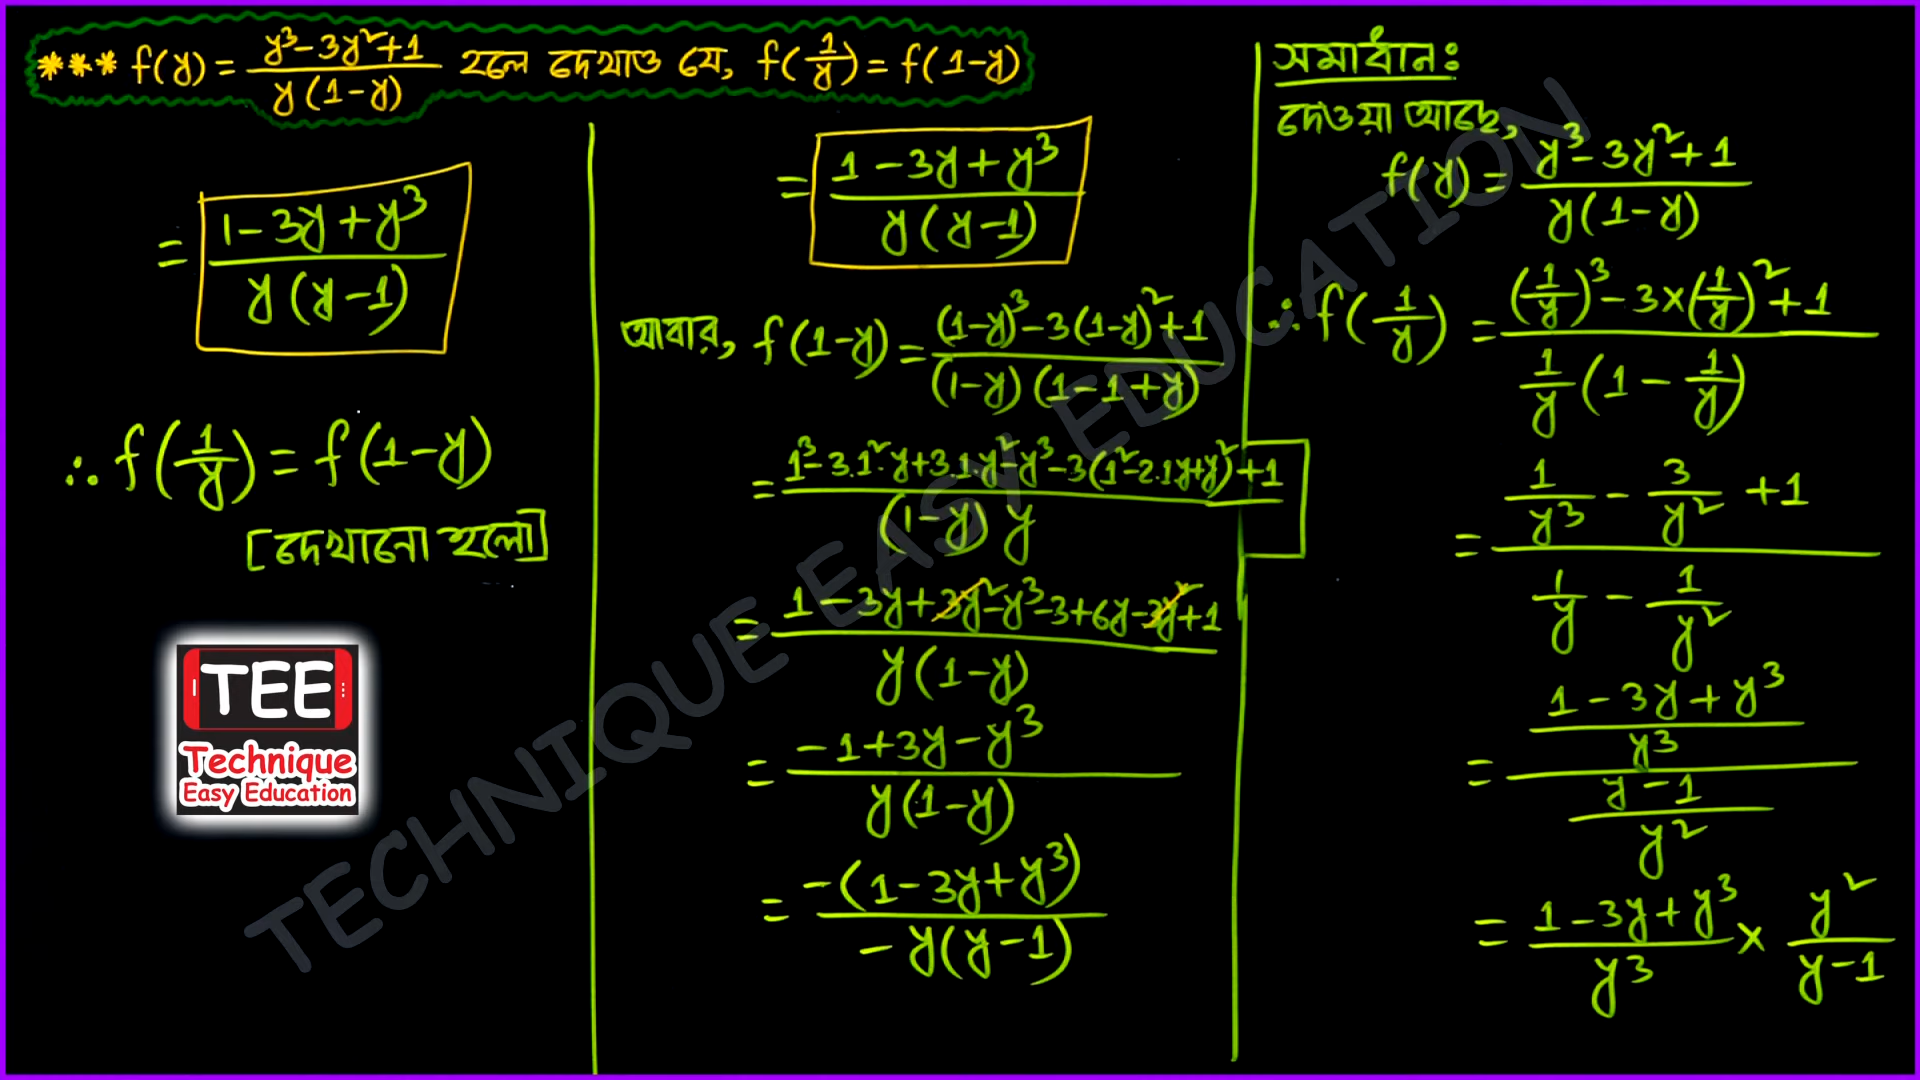 *** f(y) = (y³ - 3y² + 1) / (y(1-y)) হলে দেখাও যে, f(1/y) = f(1-y)
সমাধান:
দেওয়া আছে,
f(y) = (y³ - 3y² + 1) / (y(1-y))
∴ f(1/y) = ((1/y)³ - 3×(1/y)² + 1) / (1/y (1 - 1/y))
= (1/y³ - 3/y² + 1) / (1/y - 1/y²)
= ((1 - 3y + y³) / y³) / ((y-1) / y²)
= (1 - 3y + y³) / y³ × y² / (y-1)
= (1 - 3y + y³) / (y(y-1))
আবার, f(1-y) = ((1-y)³ - 3(1-y)² + 1) / ((1-y)(1-1+y))
= (1³ - 3.1².y + 3.1.y² - y³ - 3(1² - 2.1.y + y²) + 1) / ((1-y) y)
= (1 - 3y + 3y² - y³ - 3 + 6y - 3y² + 1) / (y(1-y))
= (-1 + 3y - y³) / (y(1-y))
= -(1 - 3y + y³) / -y(y-1)
= (1 - 3y + y³) / (y(y-1))
∴ f(1/y) = f(1-y)
[দেখানো হলো]
TEE
Technique
Easy Education
TECHNIQUE EASY EDUCATION